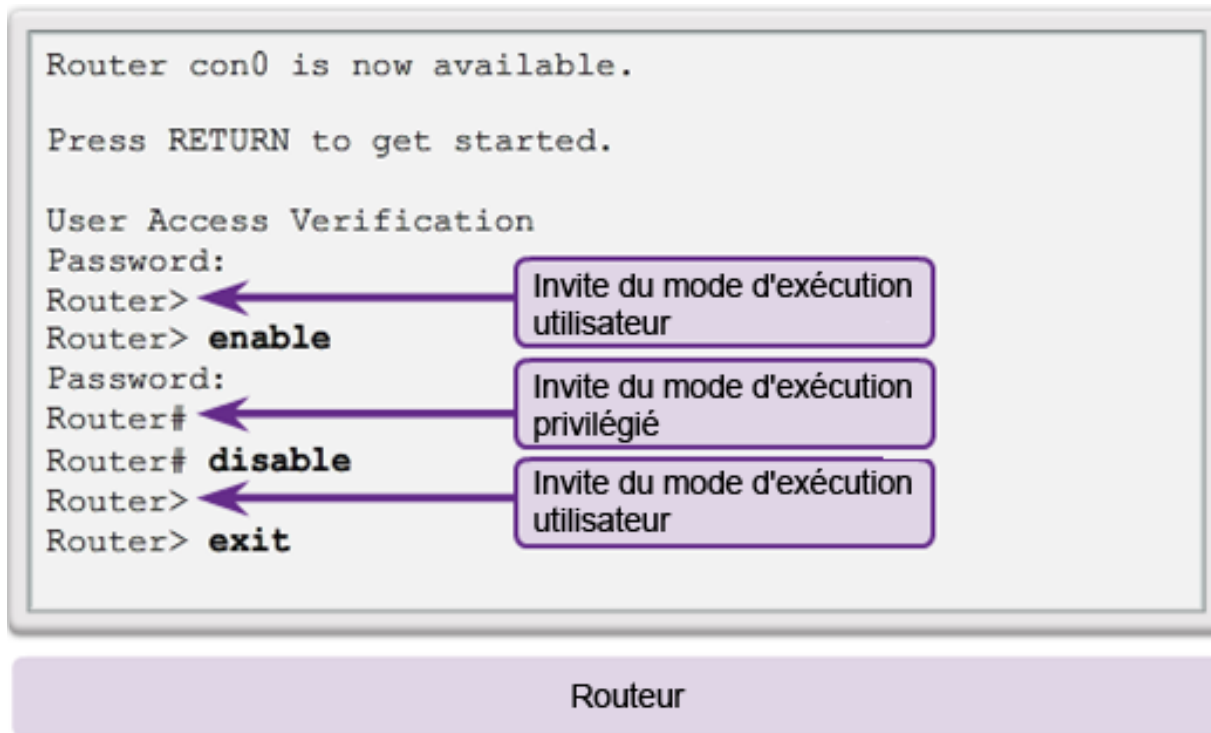 Router con0 is now available.
Press RETURN to get started.
User Access Verification
Password:
Router>
Invite du mode d'exécution
utilisateur
Router> enable
Password:
Router#
Invite du mode d'exécution
privilégié
Router# disable
Router>
Invite du mode d'exécution
utilisateur
Router> exit
Routeur